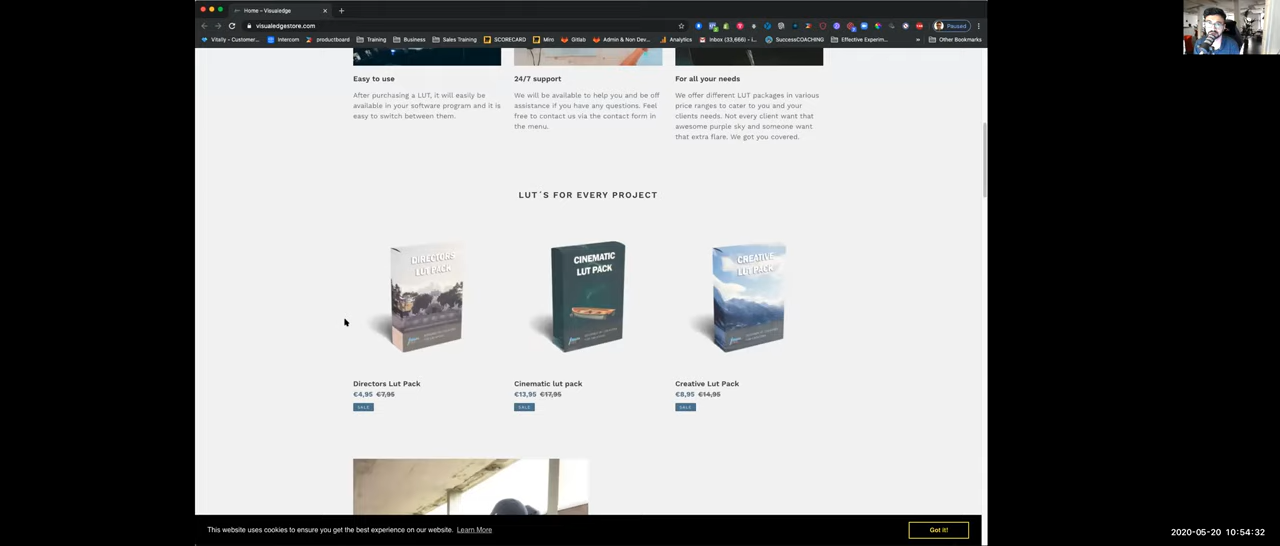 Home – Visualedge
visualedgestore.com
Paused
Vitally - Customer...
Intercom
productboard
Training
Business
Sales Training
SCORECARD
Miro
Gitlab
Admin & Non Dev...
Analytics
Inbox (33,666) – i...
SuccessCOACHING
Effective Experim...
Other Bookmarks
Easy to use
After purchasing a LUT, it will easily be
available in your software program and it is
easy to switch between them.
24/7 support
We will be available to help you and be off
assistance if you have any questions. Feel
free to contact us via the contact form in
the menu.
For all your needs
We offer different LUT packages in various
price ranges to cater to you and your
clients needs. Not every client want that
awesome purple sky and someone want
that extra flare. We got you covered.
LUT´S FOR EVERY PROJECT
DIRECTORS
LUT PACK
CINEMATIC
LUT PACK
CREATIVE
LUT PACK
Directors Lut Pack
€4,95 €7,95
SALE
Cinematic lut pack
€13,95 €17,95
SALE
Creative Lut Pack
€8,95 €14,95
SALE
This website uses cookies to ensure you get the best experience on our website. Learn More
Got it!
2020-05-20 10:54:32